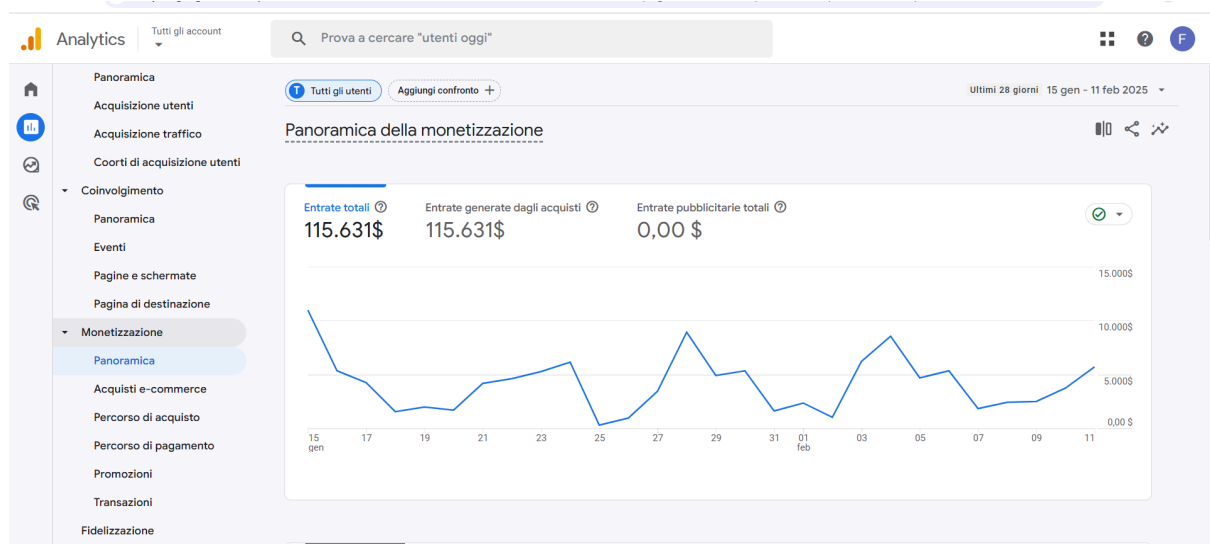 Analytics
Tutti gli account
Prova a cercare "utenti oggi"
F
Panoramica
Acquisizione utenti
Acquisizione traffico
Coorti di acquisizione utenti
Coinvolgimento
Panoramica
Eventi
Pagine e schermate
Pagina di destinazione
Monetizzazione
Panoramica
Acquisti e-commerce
Percorso di acquisto
Percorso di pagamento
Promozioni
Transazioni
Fidelizzazione
T Tutti gli utenti
Aggiungi confronto +
Ultimi 28 giorni 15 gen - 11 feb 2025
Panoramica della monetizzazione
Entrate totali
115.631$
Entrate generate dagli acquisti
115.631$
Entrate pubblicitarie totali
0,00 $
15.000$
10.000$
5.000$
0,00 $
15 gen
17
19
21
23
25
27
29
31
01 feb
03
05
07
09
11